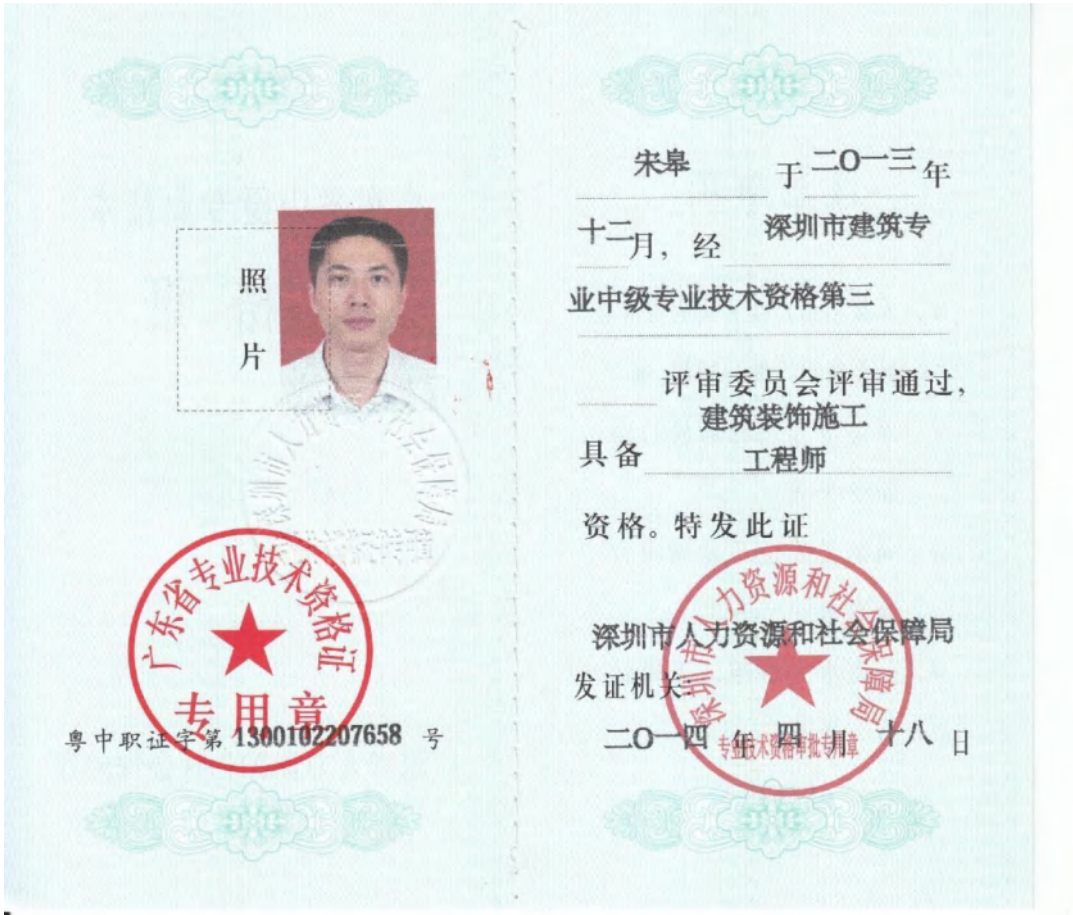 照
片
广东省专业技术资格证
专用章
粤中职证字第 1300102207658 号
宋皋 于 二〇一三 年
十二月，经 深圳市建筑专
业中级专业技术资格第三
评审委员会评审通过，
建筑装饰施工
具备 工程师
资格。特发此证
深圳市人力资源和社会保障局
深圳市人力资源和社会保障局
发证机关：
二〇一四 年 四 月 十八 日
专业技术资格审批专用章